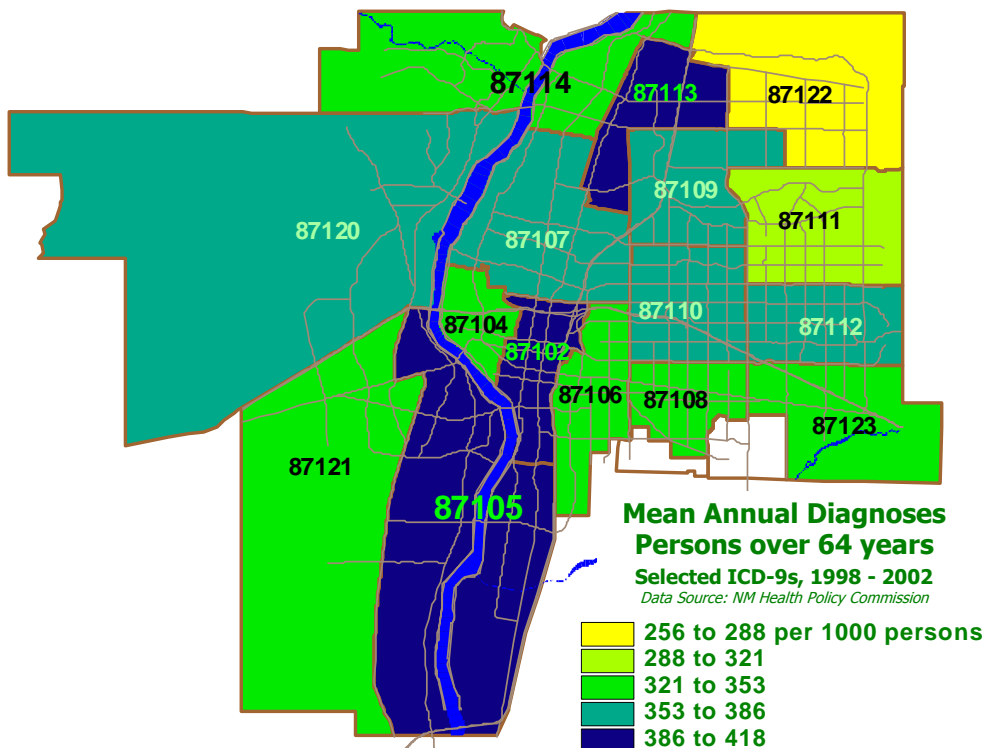 87114
87113
87122
87109
87111
87120
87107
87110
87112
87104
87102
87106
87108
87123
87121
87105
Mean Annual Diagnoses
Persons over 64 years
Selected ICD-9s, 1998 - 2002
Data Source: NM Health Policy Commission
256 to 288 per 1000 persons
288 to 321
321 to 353
353 to 386
386 to 418